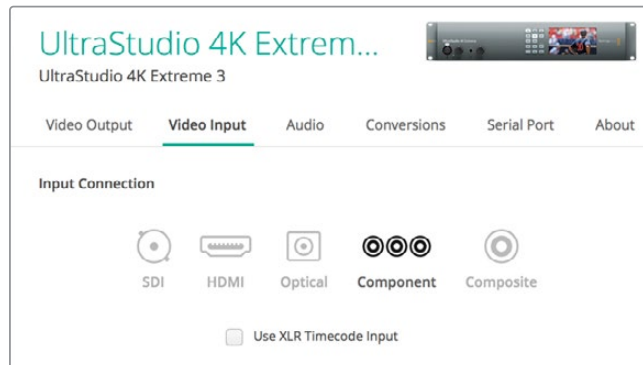 UltraStudio 4K Extrem...
UltraStudio 4K Extreme 3
Video Output Video Input Audio Conversions Serial Port About
Input Connection
SDI HDMI Optical Component Composite
Use XLR Timecode Input